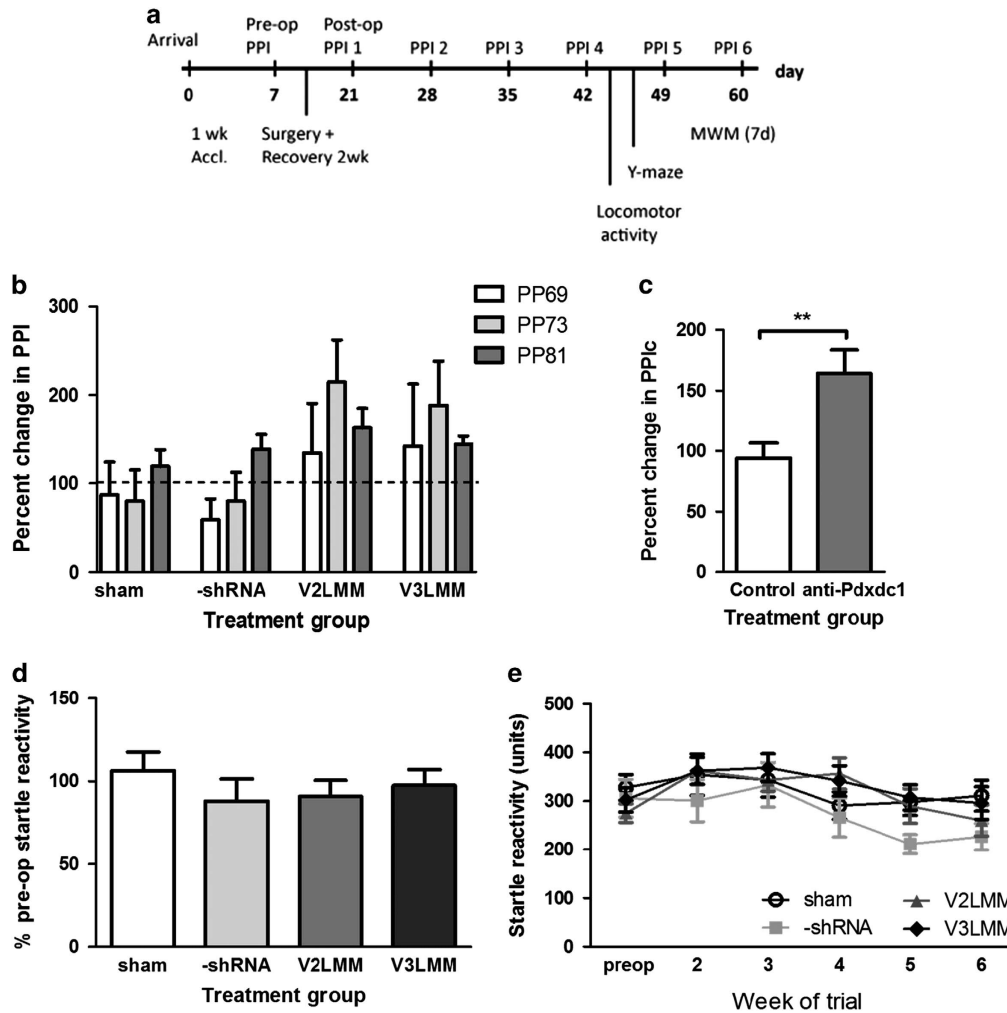 a
Arrival
Pre-op PPI
Post-op PPI 1
PPI 2
PPI 3
PPI 4
PPI 5
PPI 6
day
0 7 21 28 35 42 49 60
1 wk Accl.
Surgery + Recovery 2wk
MWM (7d)
Y-maze
Locomotor activity
b
Percent change in PPI
300
200
100
0
PP69
PP73
PP81
sham -shRNA V2LMM V3LMM
Treatment group
c
Percent change in PPIc
200
150
100
50
0
**
Control anti-Pdxdc1
Treatment group
d
% pre-op startle reactivity
150
100
50
0
sham -shRNA V2LMM V3LMM
Treatment group
e
Startle reactivity (units)
500
400
300
200
100
0
sham
-shRNA
V2LMM
V3LMM
preop 2 3 4 5 6
Week of trial